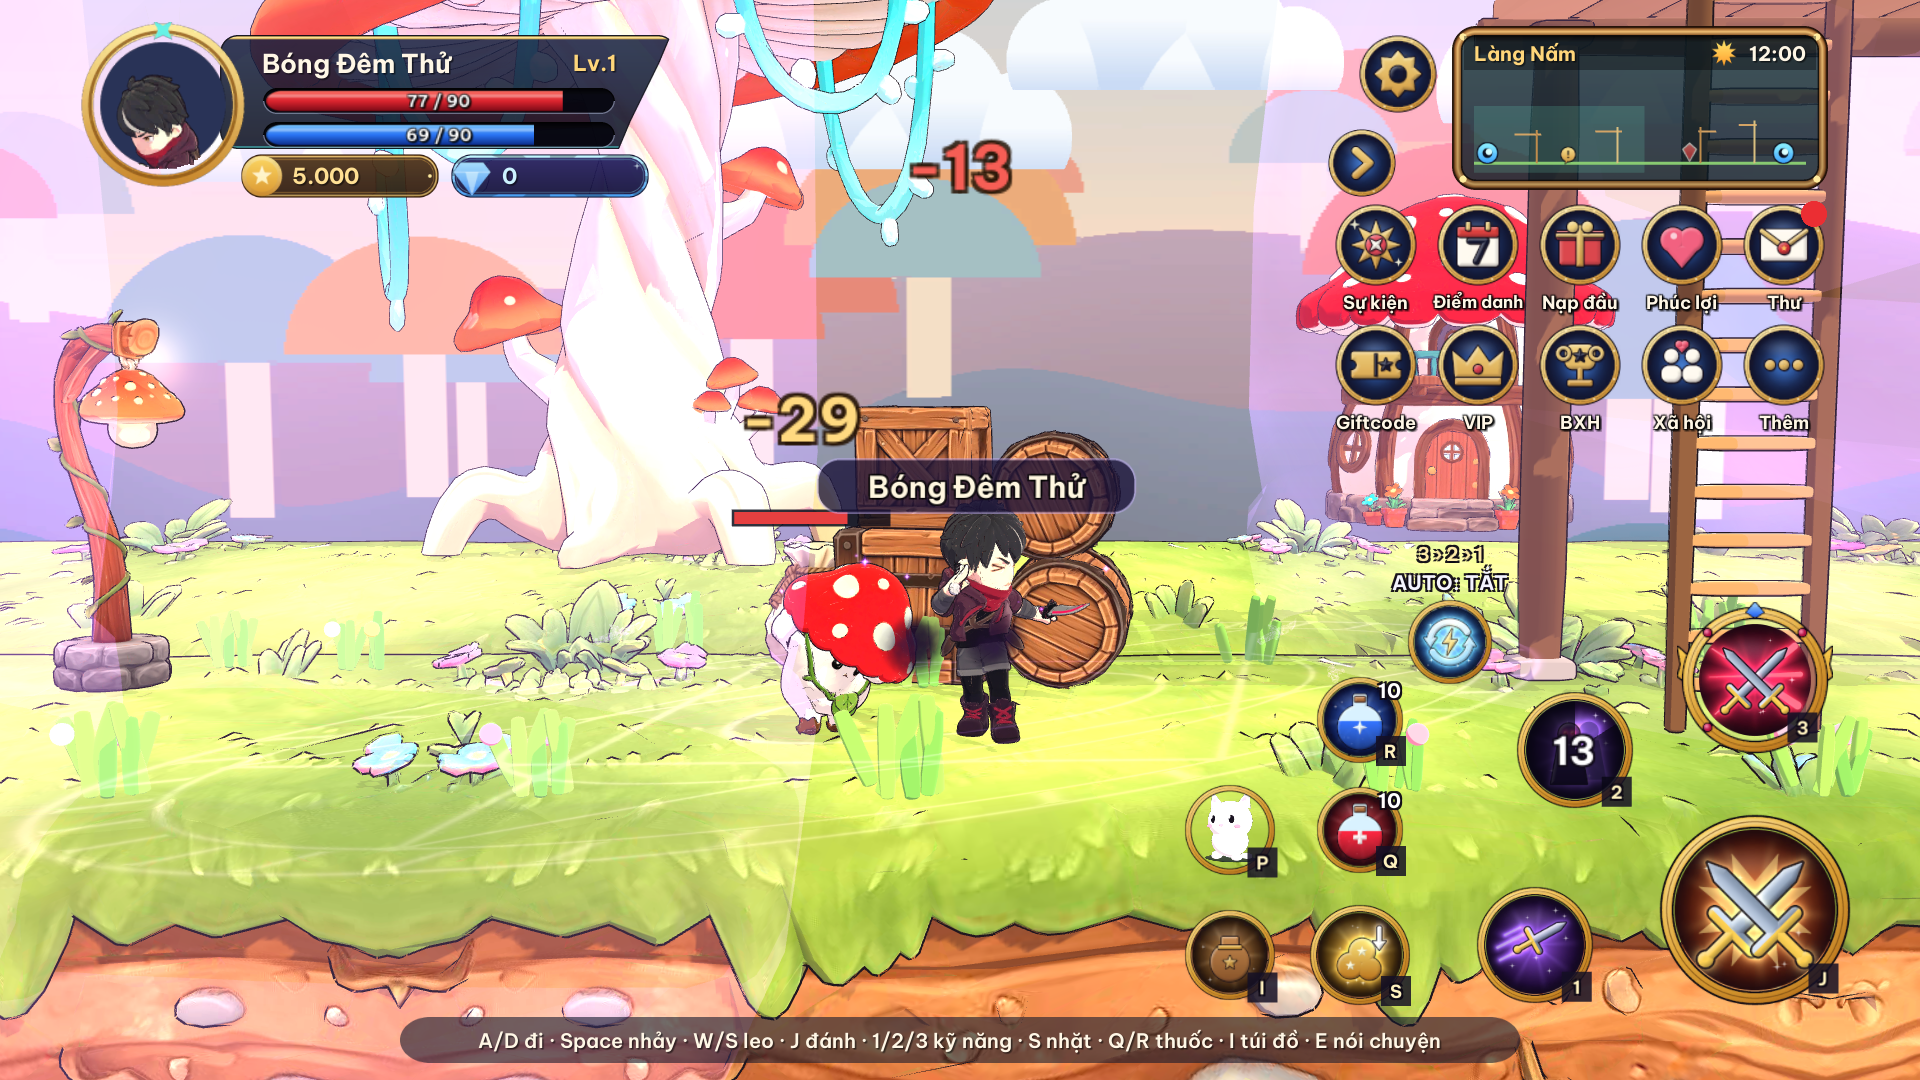 Bóng Đêm Thử
Lv.1
77 / 90
69 / 90
5.000
0
Làng Nấm
12:00
-13
-29
Bóng Đêm Thử
7
Sự kiện
Điểm danh
Nạp đầu
Phúc lợi
Thư
Giftcode
VIP
BXH
Xã hội
Thêm
3»2»1
AUTO: TẮT
10
R
10
Q
P
13
2
3
I
S
1
J
A/D đi · Space nhảy · W/S leo · J đánh · 1/2/3 kỹ năng · S nhặt · Q/R thuốc · I túi đồ · E nói chuyện